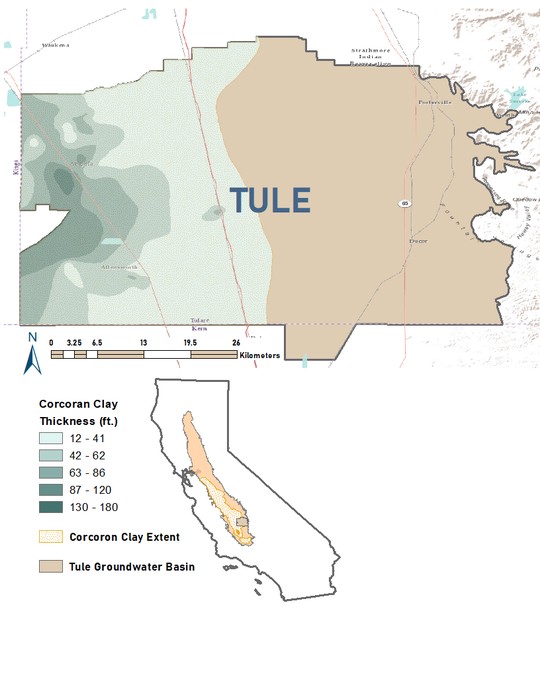 Strathmore
Indian
Porterville
Kings
TULE
65
Ducor
Allensworth
Tulare
Kern
N
0 3.25 6.5 13 19.5 26
Kilometers
Corcoran Clay
Thickness (ft.)
12 - 41
42 - 62
63 - 86
87 - 120
130 - 180
Corcoron Clay Extent
Tule Groundwater Basin